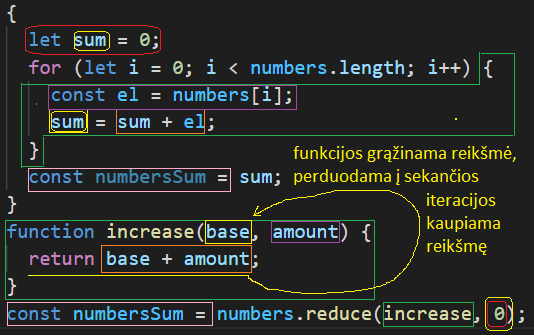 {
let sum = 0;
for (let i = 0; i < numbers.length; i++) {
const el = numbers[i];
sum = sum + el;
}
const numbersSum = sum;
}
funkcijos grąžinama reikšmė,
perduodama į sekančios
iteracijos
kaupiama
reikšmę
function increase(base, amount) {
return base + amount;
}
const numbersSum = numbers.reduce(increase, 0);